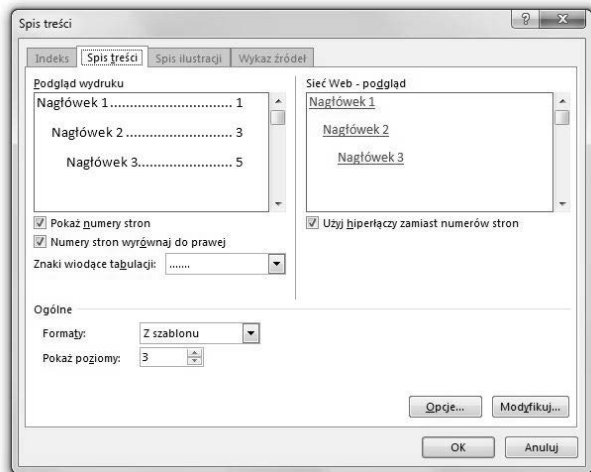 Spis treści
Indeks Spis treści Spis ilustracji Wykaz źródeł
Podgląd wydruku
Nagłówek 1.............................. 1
Nagłówek 2 .......................... 3
Nagłówek 3....................... 5
Pokaż numery stron
Numery stron wyrównaj do prawej
Znaki wiodące tabulacji: .......
Sieć Web - podgląd
Nagłówek 1
Nagłówek 2
Nagłówek 3
Użyj hiperłączy zamiast numerów stron
Ogólne
Formaty: Z szablonu
Pokaż poziomy: 3
Opcje... Modyfikuj...
OK Anuluj